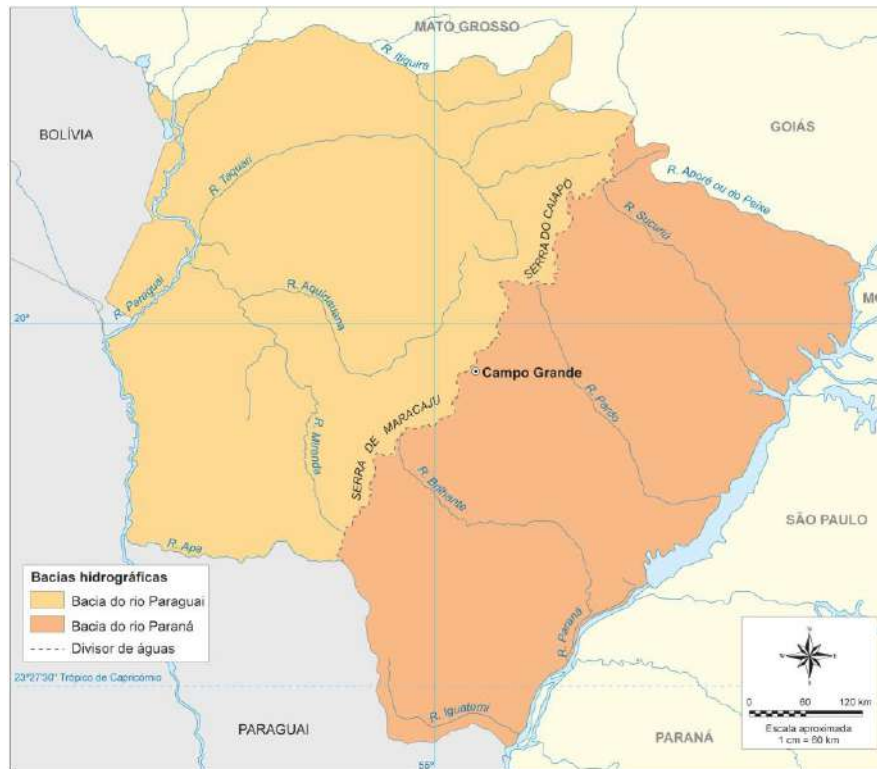 MATO GROSSO
R. Itiquira
BOLÍVIA
GOIÁS
R. Taquari
R. Aporé ou do Peixe
R. Sucuriú
SERRA DO CAIAPO
R. Paraguai
R. Aquidauana
20°
MG
Campo Grande
R. Pardo
SERRA DE MARACAJU
R. Miranda
R. Brilhante
SÃO PAULO
R. Apa
Bacias hidrográficas
Bacia do rio Paraguai
Bacia do rio Paraná
Divisor de águas
R. Paraná
N
W
E
S
23°27'30" Trópico de Capricórnio
0 60 120 km
R. Iguatemi
Escala aproximada
1 cm = 60 km
PARAGUAI
PARANÁ
55°